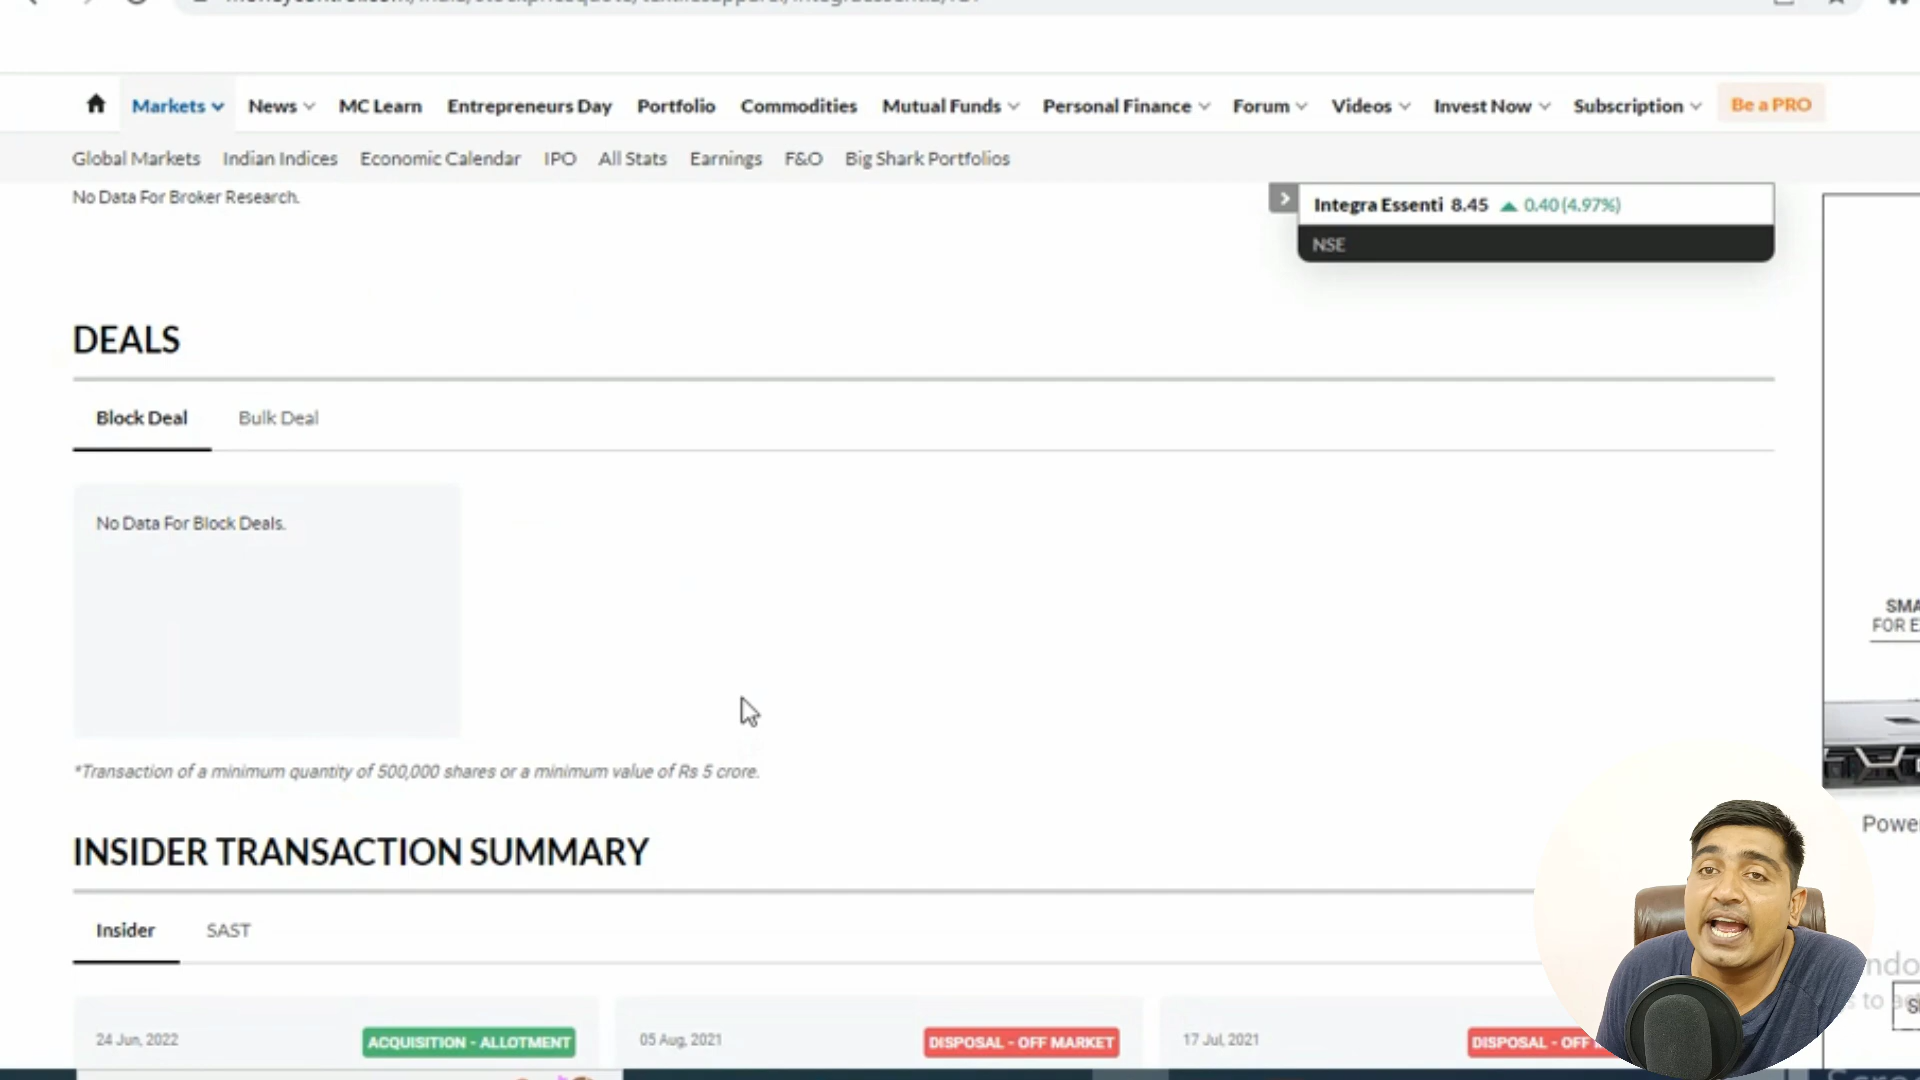 Markets News MC Learn Entrepreneurs Day Portfolio Commodities Mutual Funds Personal Finance Forum Videos Invest Now Subscription Be a PRO
Global Markets Indian Indices Economic Calendar IPO All Stats Earnings F&O Big Shark Portfolios
No Data For Broker Research.
Integra Essenti 8.45 ▲ 0.40 (4.97%)
NSE
DEALS
Block Deal Bulk Deal
No Data For Block Deals.
SMA
FOR E
*Transaction of a minimum quantity of 500,000 shares or a minimum value of Rs 5 crore.
Powe
INSIDER TRANSACTION SUMMARY
Insider SAST
24 Jun, 2022 ACQUISITION - ALLOTMENT 05 Aug, 2021 DISPOSAL - OFF MARKET 17 Jul, 2021 DISPOSAL - OFF